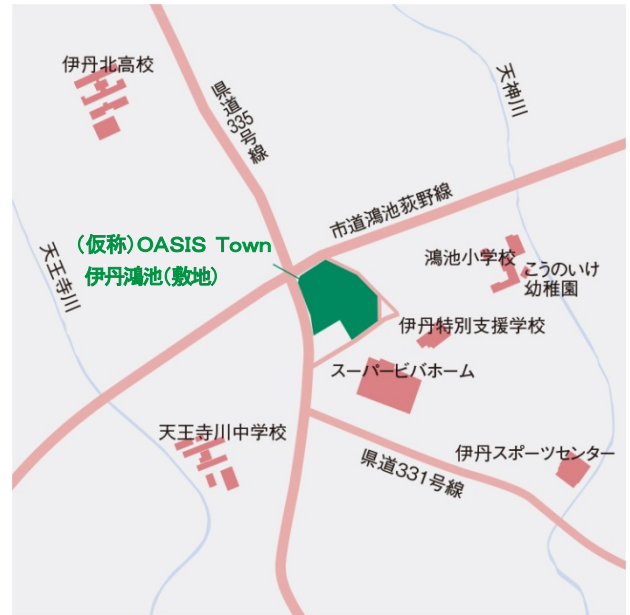 伊丹北高校
県道335号線
天神川
市道鴻池荻野線
(仮称)OASIS Town
伊丹鴻池(敷地)
天王寺川
鴻池小学校
こうのいけ
幼稚園
伊丹特別支援学校
スーパービバホーム
天王寺川中学校
県道331号線
伊丹スポーツセンター